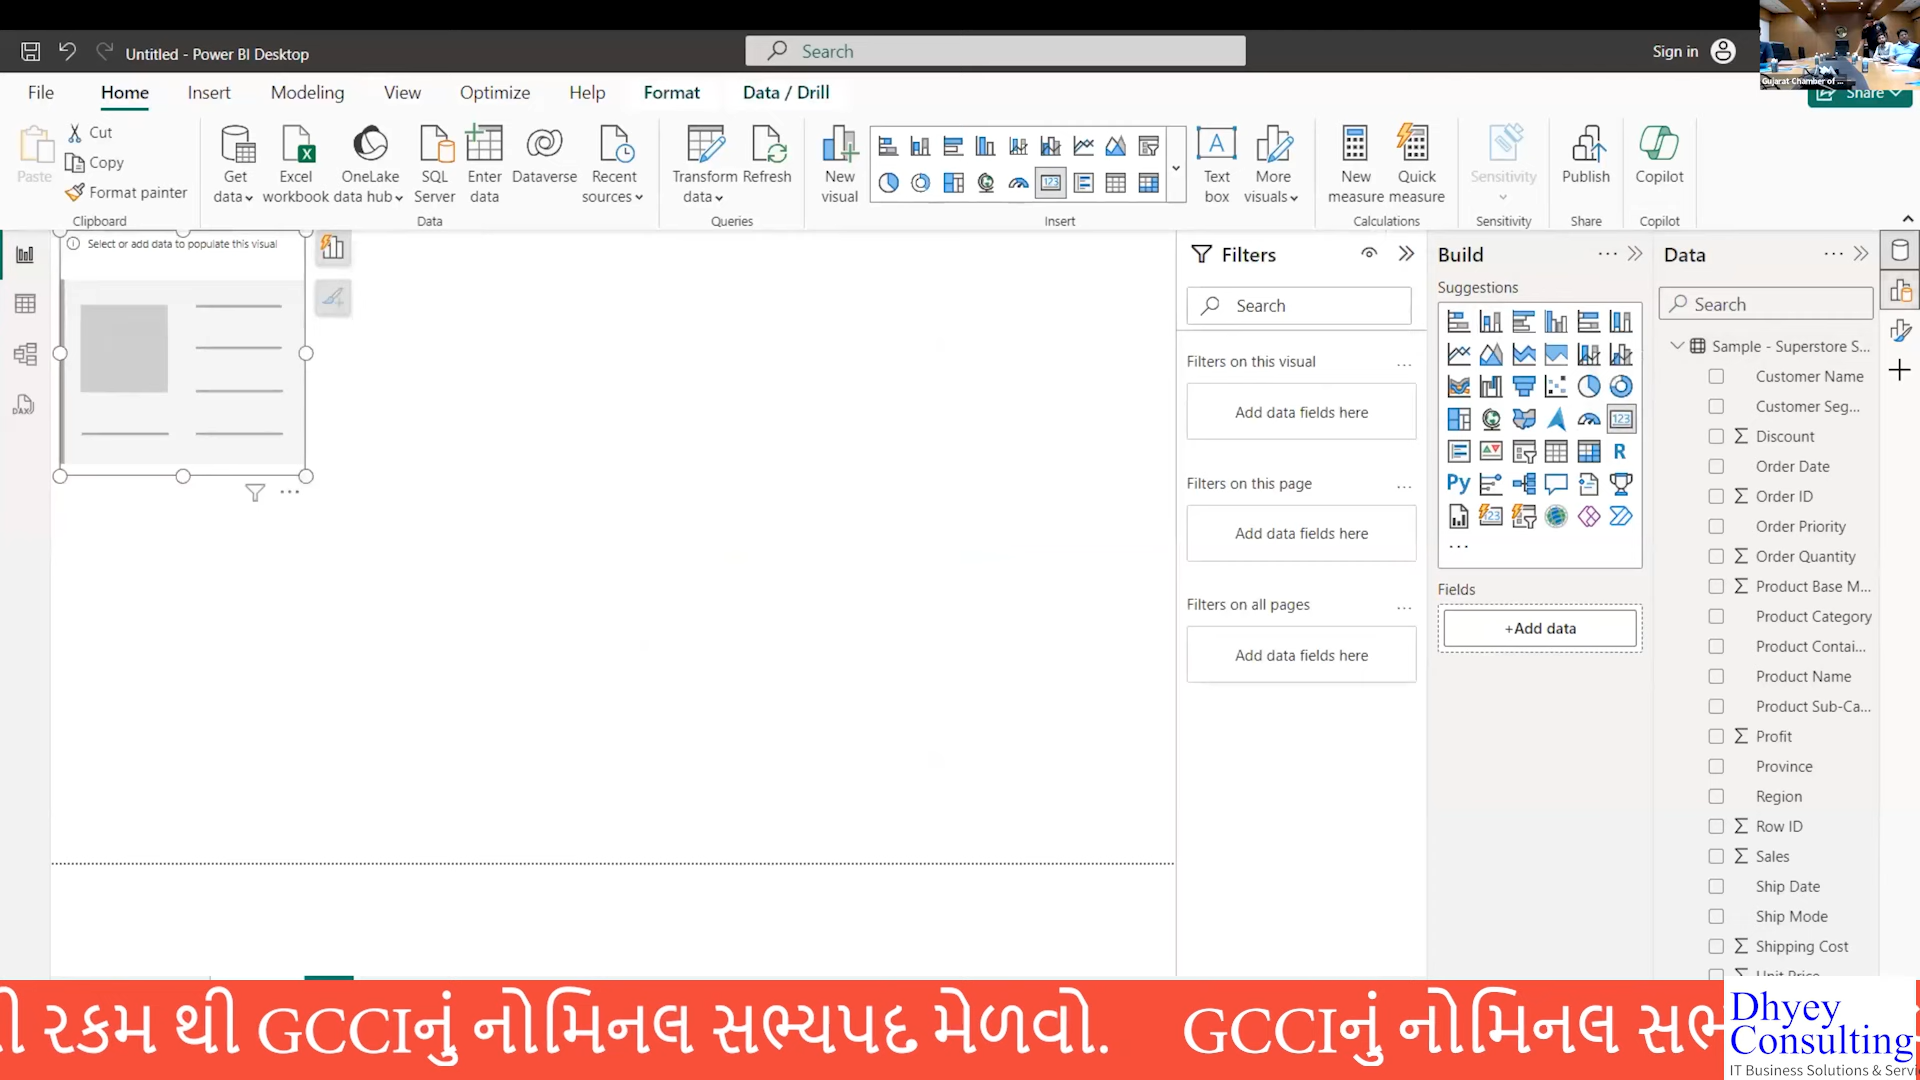 Untitled - Power BI Desktop
Search
Sign in
Gujarat Chamber of ...
File
Home
Insert
Modeling
View
Optimize
Help
Format
Data / Drill
Share
Paste
Cut
Copy
Format painter
Clipboard
Get data
Excel workbook
OneLake data hub
SQL Server
Enter data
Dataverse
Recent sources
Data
Transform data
Refresh
Queries
New visual
Text box
More visuals
Insert
New measure
Quick measure
Calculations
Sensitivity
Sensitivity
Publish
Share
Copilot
Copilot
Select or add data to populate this visual
Filters
Search
Filters on this visual
Add data fields here
Filters on this page
Add data fields here
Filters on all pages
Add data fields here
Build
Suggestions
Fields
+Add data
Data
Search
Sample - Superstore S...
Customer Name
Customer Seg...
Discount
Order Date
Order ID
Order Priority
Order Quantity
Product Base M...
Product Category
Product Contai...
Product Name
Product Sub-Ca...
Profit
Province
Region
Row ID
Sales
Ship Date
Ship Mode
Shipping Cost
Unit Price
રકમ થી GCCIનું નોમિનલ સભ્યપદ મેળવો. GCCIનું નોમિનલ
Dhyey
Consulting
IT Business Solutions &